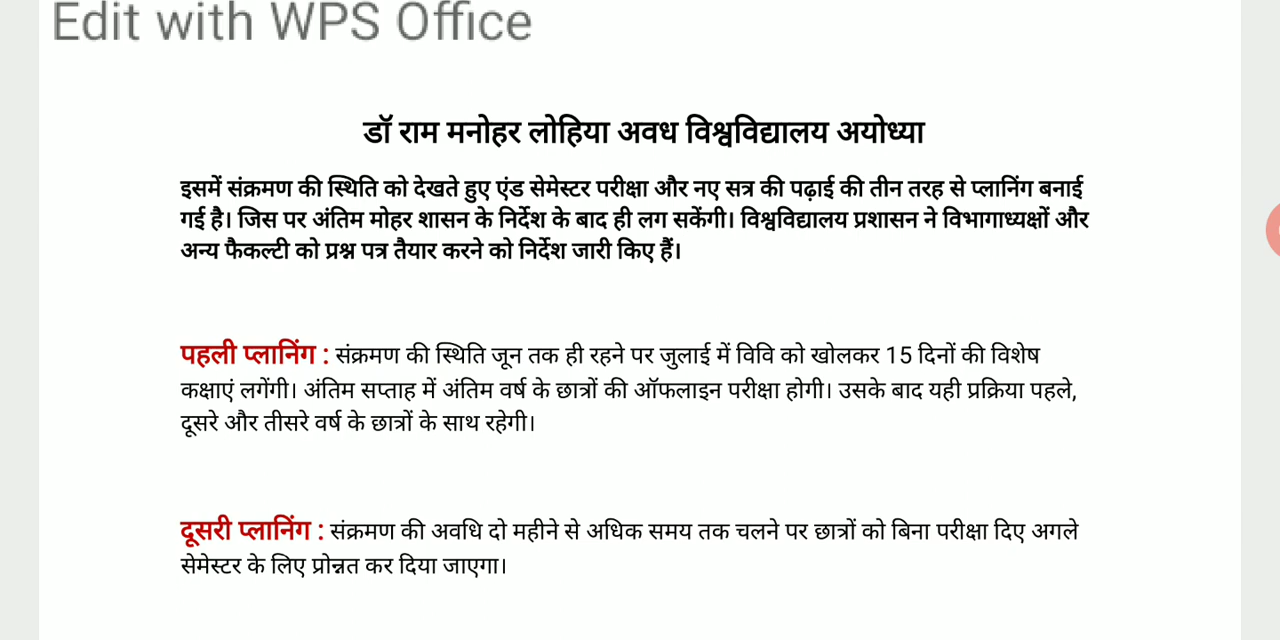 Edit with WPS Office
डॉ राम मनोहर लोहिया अवध विश्वविद्यालय अयोध्या
इसमें संक्रमण की स्थिति को देखते हुए एंड सेमेस्टर परीक्षा और नए सत्र की पढ़ाई की तीन तरह से प्लानिंग बनाई
गई है। जिस पर अंतिम मोहर शासन के निर्देश के बाद ही लग सकेंगी। विश्वविद्यालय प्रशासन ने विभागाध्यक्षों और
अन्य फैकल्टी को प्रश्न पत्र तैयार करने को निर्देश जारी किए हैं।
पहली प्लानिंग : संक्रमण की स्थिति जून तक ही रहने पर जुलाई में विवि को खोलकर 15 दिनों की विशेष
कक्षाएं लगेंगी। अंतिम सप्ताह में अंतिम वर्ष के छात्रों की ऑफलाइन परीक्षा होगी। उसके बाद यही प्रक्रिया पहले,
दूसरे और तीसरे वर्ष के छात्रों के साथ रहेगी।
दूसरी प्लानिंग : संक्रमण की अवधि दो महीने से अधिक समय तक चलने पर छात्रों को बिना परीक्षा दिए अगले
सेमेस्टर के लिए प्रोन्नत कर दिया जाएगा।